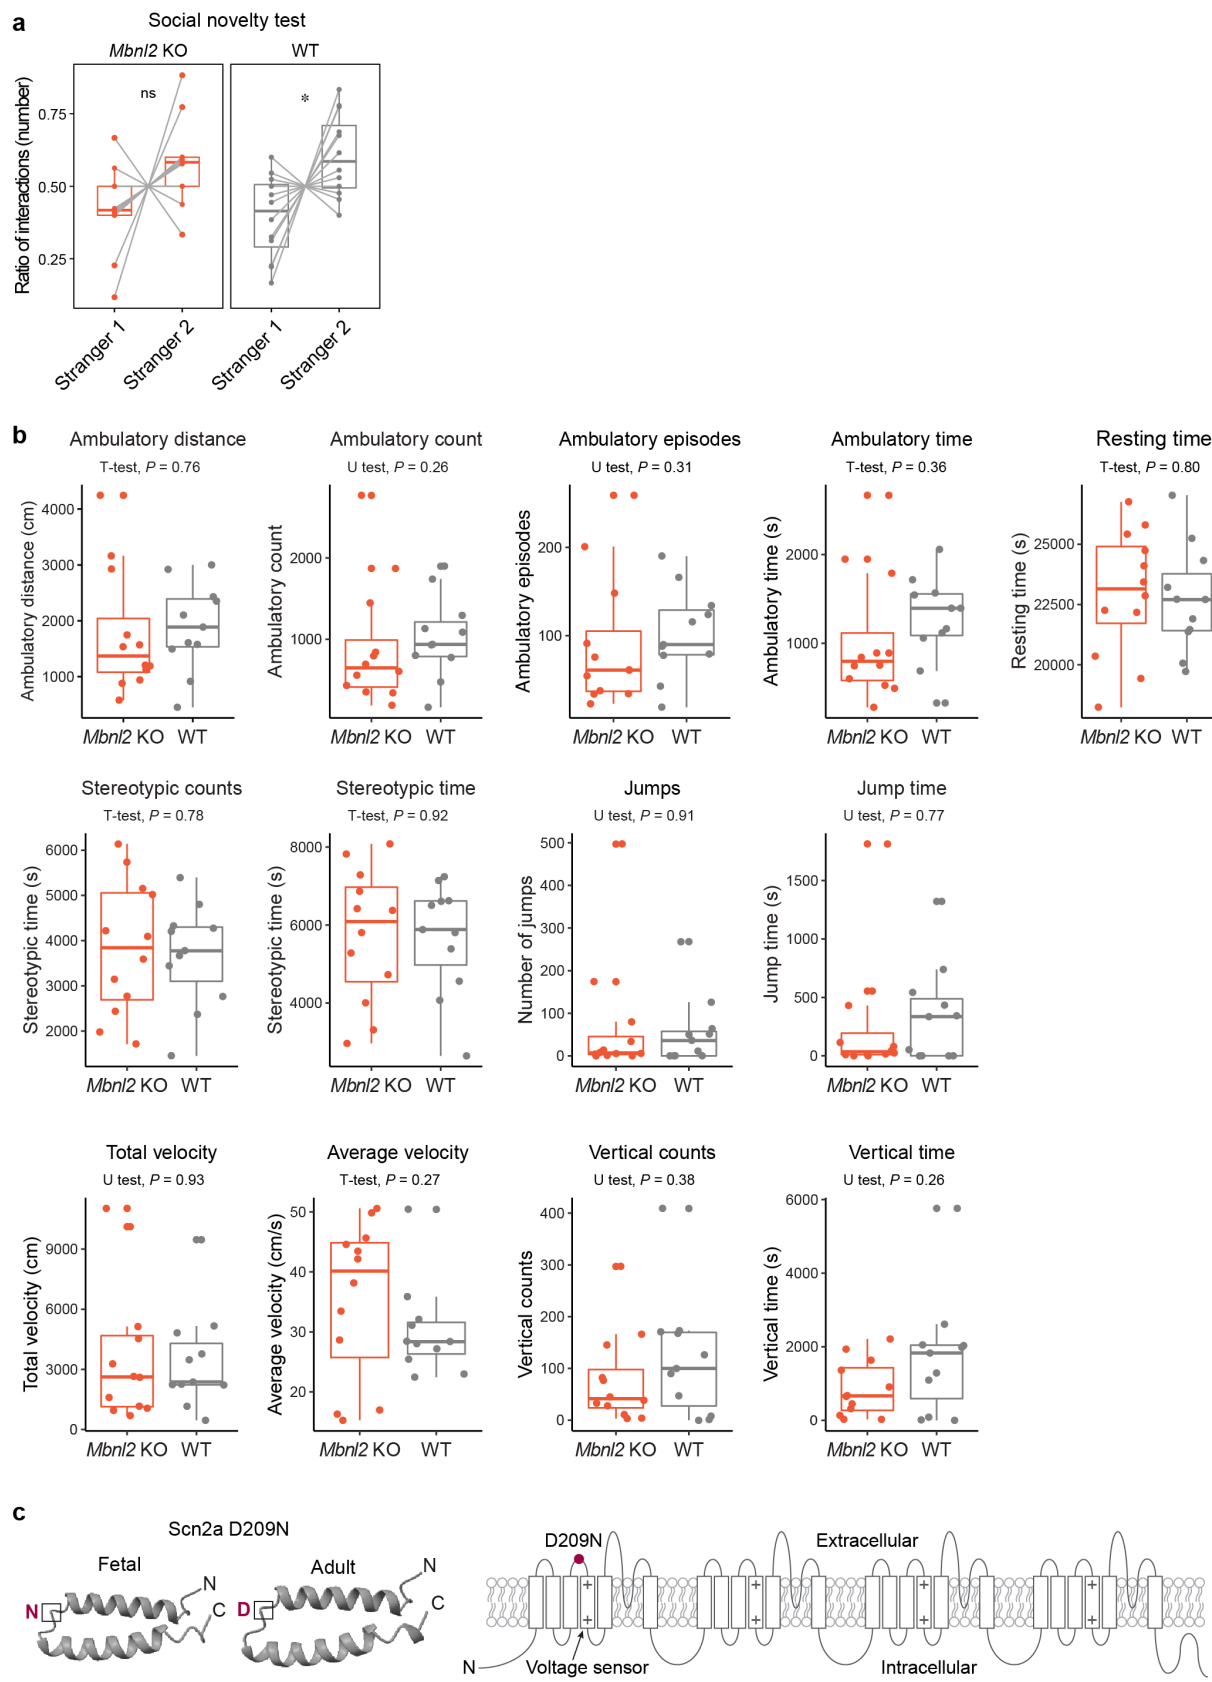 a
Social novelty test
Mbnl2 KO
WT
Ratio of interactions (number)
0.75
0.50
0.25
ns
*
Stranger 1
Stranger 2
Stranger 1
Stranger 2
b
Ambulatory distance
T-test, P = 0.76
Ambulatory distance (cm)
4000
3000
2000
1000
Mbnl2 KO
WT
Ambulatory count
U test, P = 0.26
Ambulatory count
2000
1000
Mbnl2 KO
WT
Ambulatory episodes
U test, P = 0.31
Ambulatory episodes
200
100
Mbnl2 KO
WT
Ambulatory time
T-test, P = 0.36
Ambulatory time (s)
2000
1000
Mbnl2 KO
WT
Resting time
T-test, P = 0.80
Resting time (s)
25000
22500
20000
Mbnl2 KO
WT
Stereotypic counts
T-test, P = 0.78
Stereotypic time (s)
6000
5000
4000
3000
2000
Mbnl2 KO
WT
Stereotypic time
T-test, P = 0.92
Stereotypic time (s)
8000
6000
4000
Mbnl2 KO
WT
Jumps
U test, P = 0.91
Number of jumps
500
400
300
200
100
0
Mbnl2 KO
WT
Jump time
U test, P = 0.77
Jump time (s)
1500
1000
500
0
Mbnl2 KO
WT
Total velocity
U test, P = 0.93
Total velocity (cm)
9000
6000
3000
0
Mbnl2 KO
WT
Average velocity
T-test, P = 0.27
Average velocity (cm/s)
50
40
30
20
Mbnl2 KO
WT
Vertical counts
U test, P = 0.38
Vertical counts
400
300
200
100
0
Mbnl2 KO
WT
Vertical time
U test, P = 0.26
Vertical time (s)
6000
4000
2000
0
Mbnl2 KO
WT
c
Scn2a D209N
Fetal
N
N
C
Adult
D
N
C
D209N
Extracellular
+
+
+
+
+
+
+
+
N
Voltage sensor
Intracellular